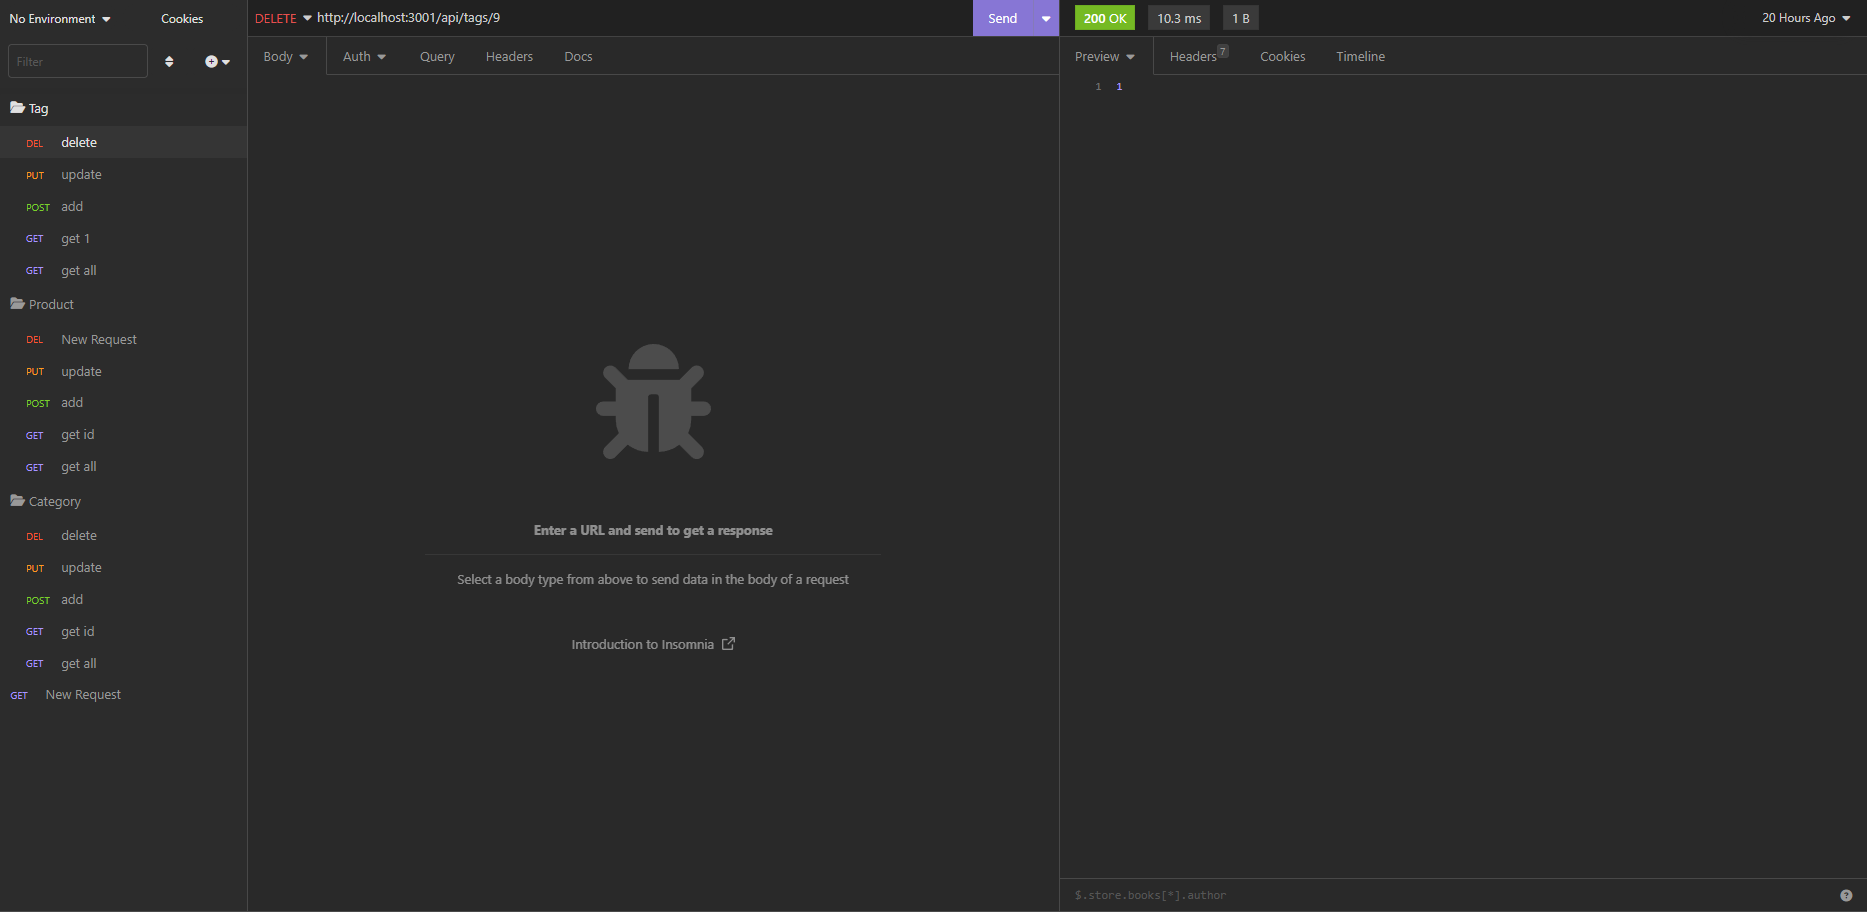 No Environment Cookies
Filter
Tag
DEL delete
PUT update
POST add
GET get 1
GET get all
Product
DEL New Request
PUT update
POST add
GET get id
GET get all
Category
DEL delete
PUT update
POST add
GET get id
GET get all
GET New Request
DELETE http://localhost:3001/api/tags/9 Send
Body Auth Query Headers Docs
Enter a URL and send to get a response
Select a body type from above to send data in the body of a request
Introduction to Insomnia
200 OK 10.3 ms 1 B 20 Hours Ago
Preview Headers 7 Cookies Timeline
1 1
$.store.books[*].author ?